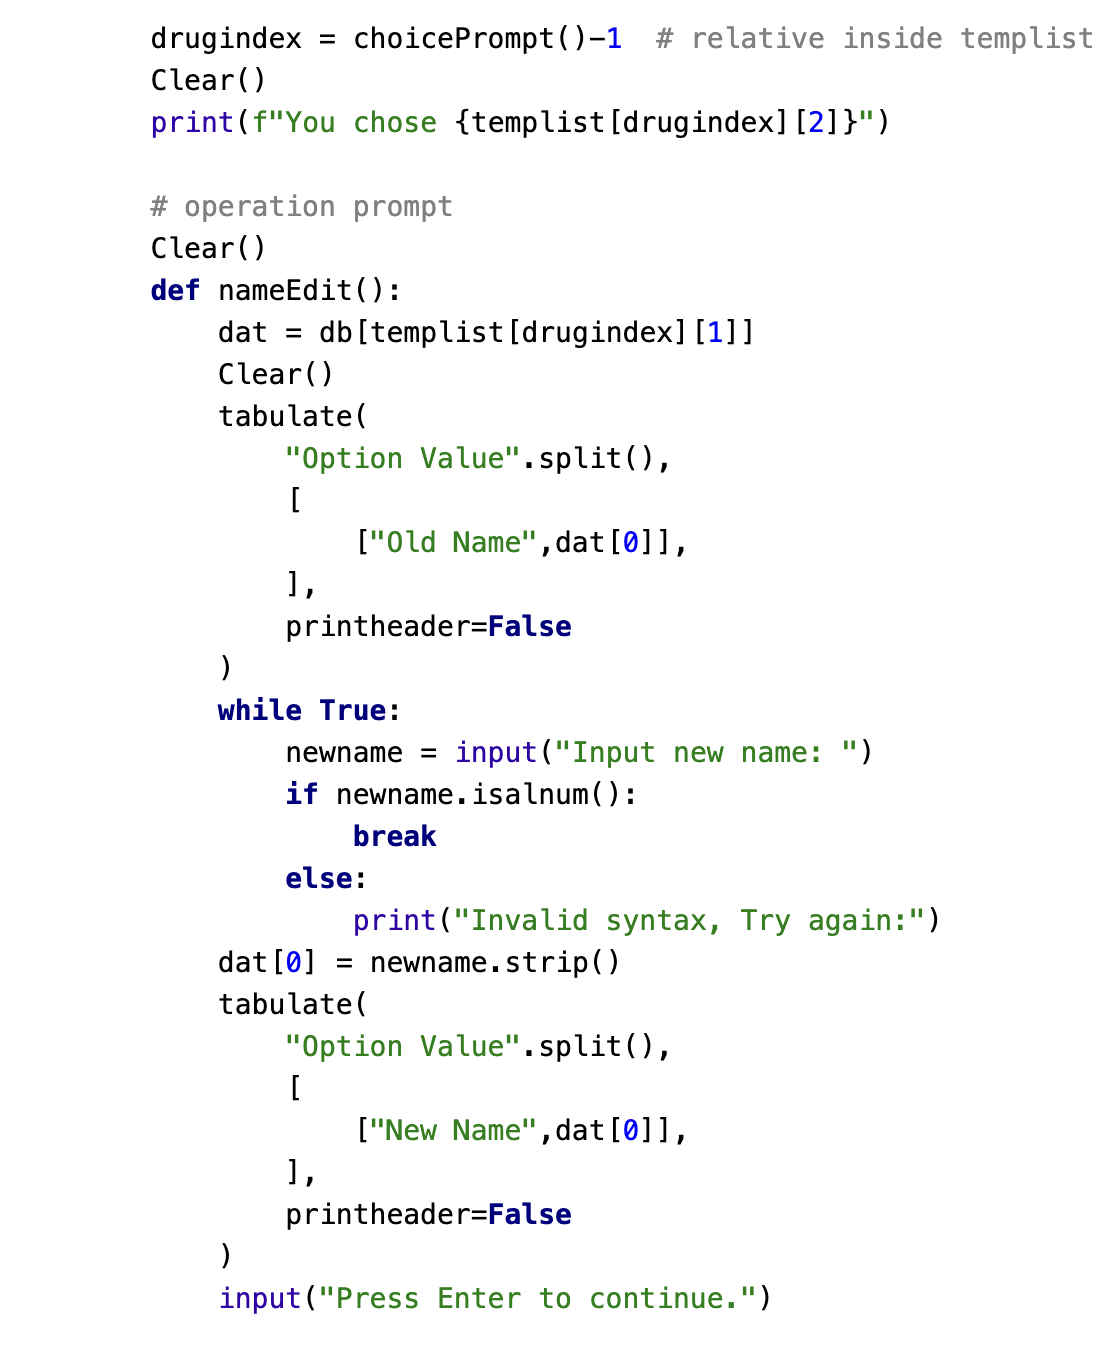 drugindex = choicePrompt()-1  # relative inside templist
Clear()
print(f"You chose {templist[drugindex][2]}")

# operation prompt
Clear()
def nameEdit():
    dat = db[templist[drugindex][1]]
    Clear()
    tabulate(
        "Option Value".split(),
        [
            ["Old Name",dat[0]],
        ],
        printheader=False
    )
    while True:
        newname = input("Input new name: ")
        if newname.isalnum():
            break
        else:
            print("Invalid syntax, Try again:")
    dat[0] = newname.strip()
    tabulate(
        "Option Value".split(),
        [
            ["New Name",dat[0]],
        ],
        printheader=False
    )
    input("Press Enter to continue.")